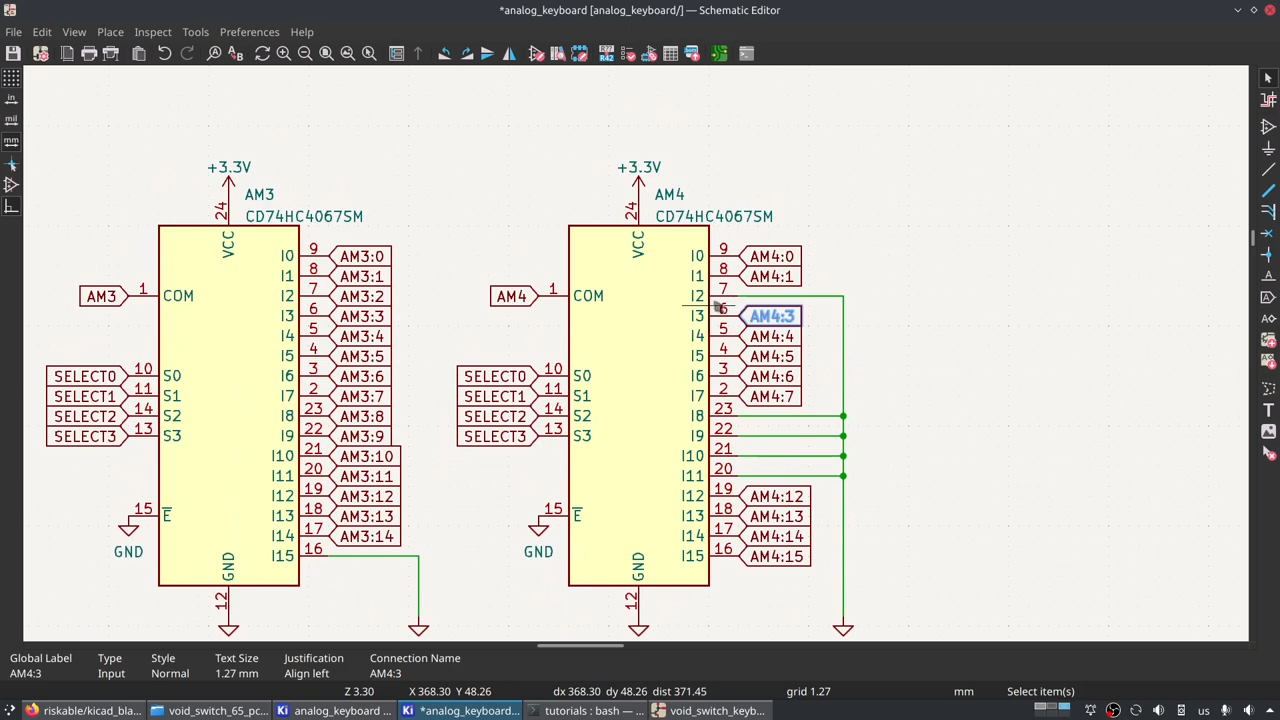 *analog_keyboard [analog_keyboard/] — Schematic Editor
File Edit View Place Inspect Tools Preferences Help
in
mil
mm
+3.3V
24
AM3
CD74HC4067SM
VCC
AM3
1
COM
SELECT0
10
S0
SELECT1
11
S1
SELECT2
14
S2
SELECT3
13
S3
15
E
GND
GND
12
I0
9
AM3:0
I1
8
AM3:1
I2
7
AM3:2
I3
6
AM3:3
I4
5
AM3:4
I5
4
AM3:5
I6
3
AM3:6
I7
2
AM3:7
I8
23
AM3:8
I9
22
AM3:9
I10
21
AM3:10
I11
20
AM3:11
I12
19
AM3:12
I13
18
AM3:13
I14
17
AM3:14
I15
16
+3.3V
24
AM4
CD74HC4067SM
VCC
AM4
1
COM
SELECT0
10
S0
SELECT1
11
S1
SELECT2
14
S2
SELECT3
13
S3
15
E
GND
GND
12
I0
9
AM4:0
I1
8
AM4:1
I2
7
I3
6
AM4:3
I4
5
AM4:4
I5
4
AM4:5
I6
3
AM4:6
I7
2
AM4:7
I8
23
I9
22
I10
21
I11
20
I12
19
AM4:12
I13
18
AM4:13
I14
17
AM4:14
I15
16
AM4:15
Global Label Type Style Text Size Justification Connection Name
AM4:3 Input Normal 1.27 mm Align left AM4:3
Z 3.30 X 368.30 Y 48.26 dx 368.30 dy 48.26 dist 371.45 grid 1.27 mm Select item(s)
riskable/kicad_bla... void_switch_65_pc... analog_keyboard ... *analog_keyboard... tutorials : bash — ... void_switch_keyb... us